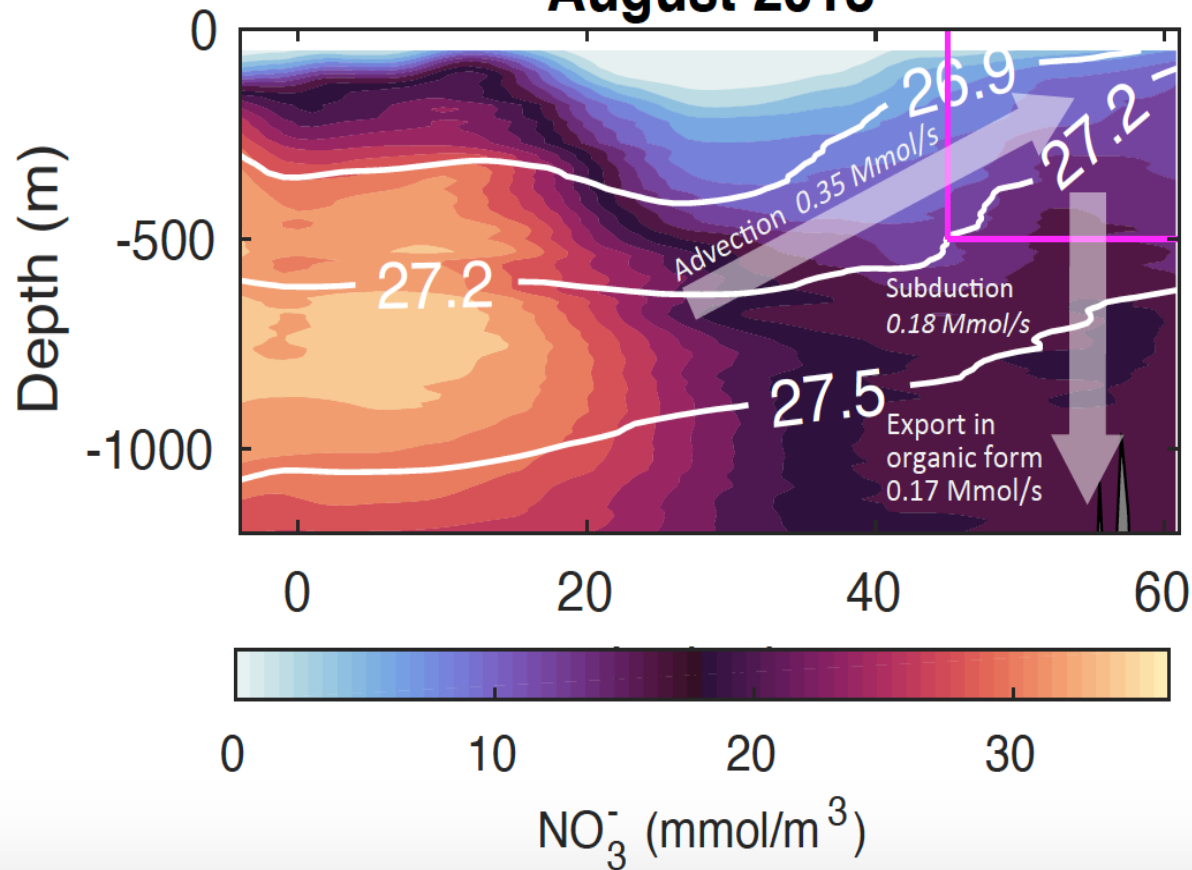 August 2013
0
-500
-1000
Depth (m)
26.9
27.2
27.2
27.5
Advection 0.35 Mmol/s
Subduction
0.18 Mmol/s
Export in
organic form
0.17 Mmol/s
0 20 40 60
0 10 20 30
NO₃⁻ (mmol/m³)